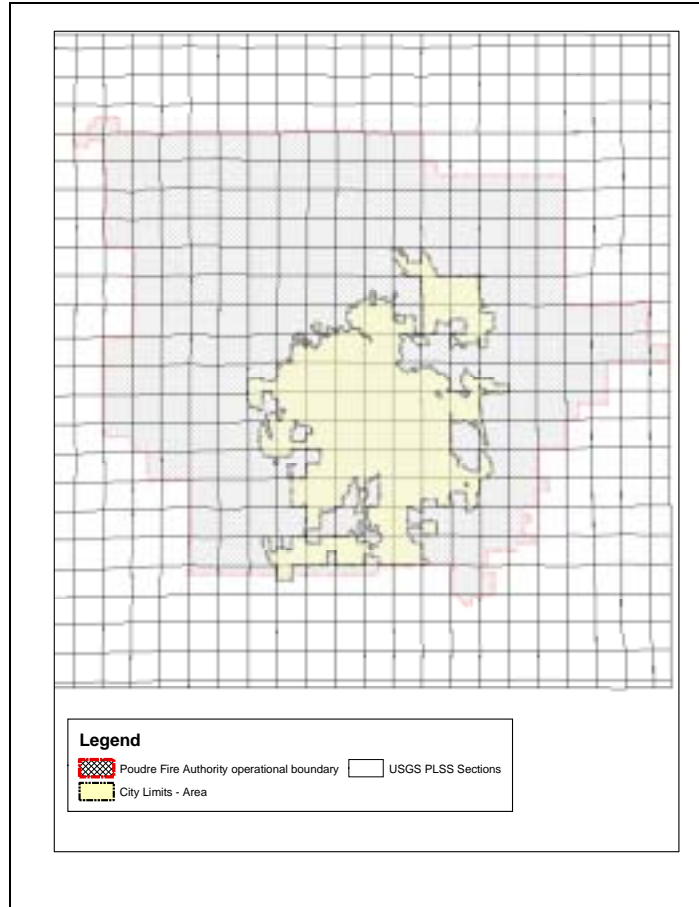 Legend
Poudre Fire Authority operational boundary USGS PLSS Sections
City Limits - Area